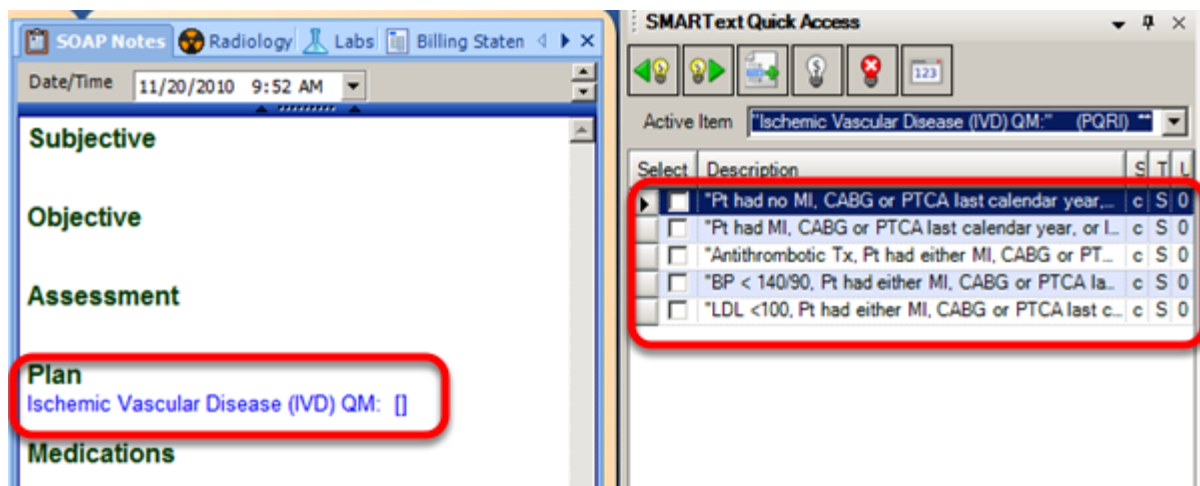 SOAP Notes Radiology Labs Billing Staten
Date/Time 11/20/2010 9:52 AM
Subjective
Objective
Assessment
Plan
Ischemic Vascular Disease (IVD) QM: []
Medications
SMARText Quick Access
123
Active Item "Ischemic Vascular Disease (IVD) QM:" (PQRI) **
Select Description S T U
"Pt had no MI, CABG or PTCA last calendar year,... c S 0
"Pt had MI, CABG or PTCA last calendar year, or l... c S 0
"Antithrombotic Tx, Pt had either MI, CABG or PT... c S 0
"BP < 140/90, Pt had either MI, CABG or PTCA la... c S 0
"LDL <100, Pt had either MI, CABG or PTCA last c... c S 0